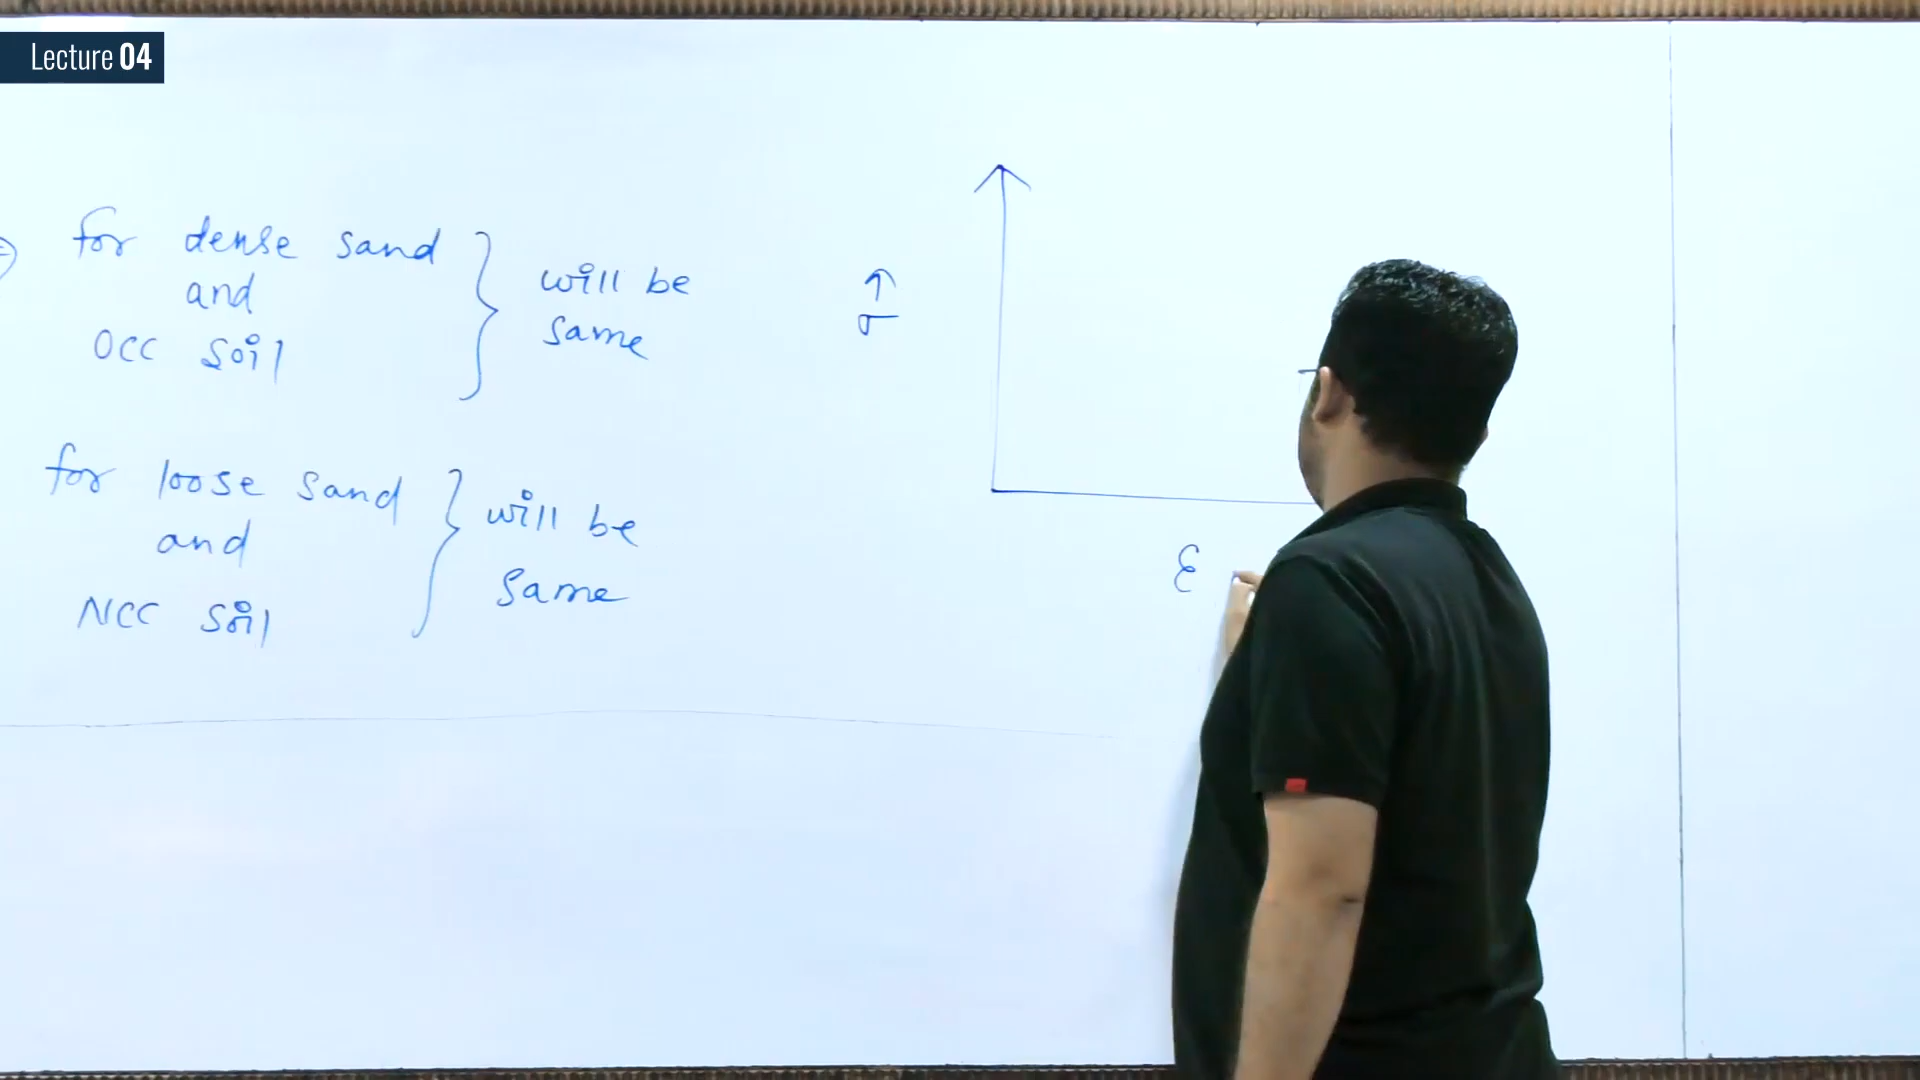 Lecture 04
for dense sand
and
OCC soil
will be
same
for loose sand
and
NCC soil
will be
same
↑
σ
ε